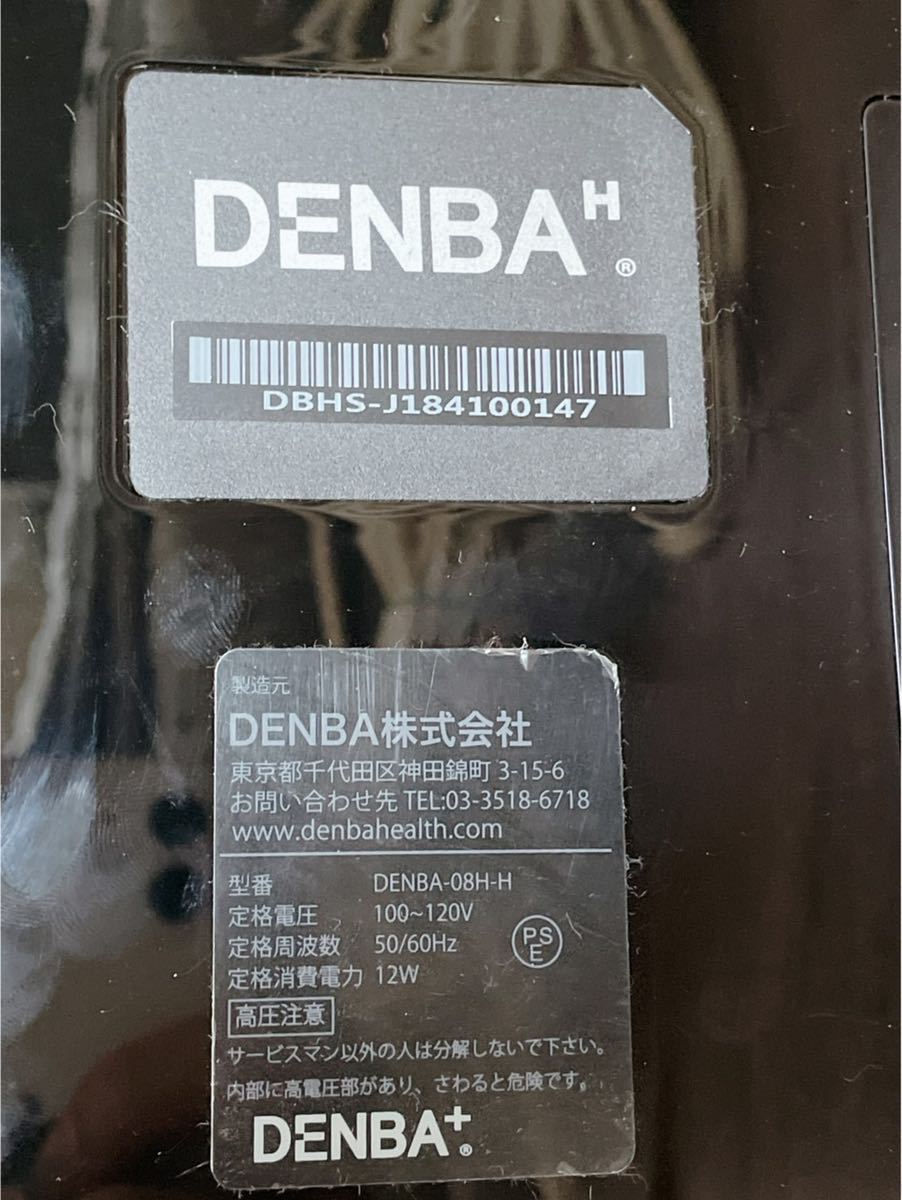 DENBA H ®
DBHS-J184100147
製造元
DENBA株式会社
東京都千代田区神田錦町 3-15-6
お問い合わせ先 TEL:03-3518-6718
www.denbahealth.com
型番 DENBA-08H-H
定格電圧 100~120V
定格周波数 50/60Hz
PSE
定格消費電力 12W
高圧注意
サービスマン以外の人は分解しないで下さい。
内部に高電圧部があり、さわると危険です。
DENBA+®